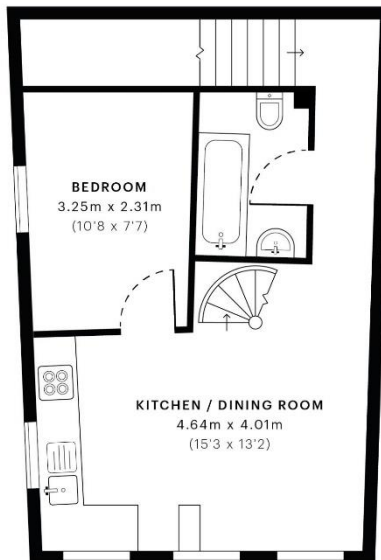 BEDROOM
3.25m x 2.31m
(10'8 x 7'7)
KITCHEN / DINING ROOM
4.64m x 4.01m
(15'3 x 13'2)